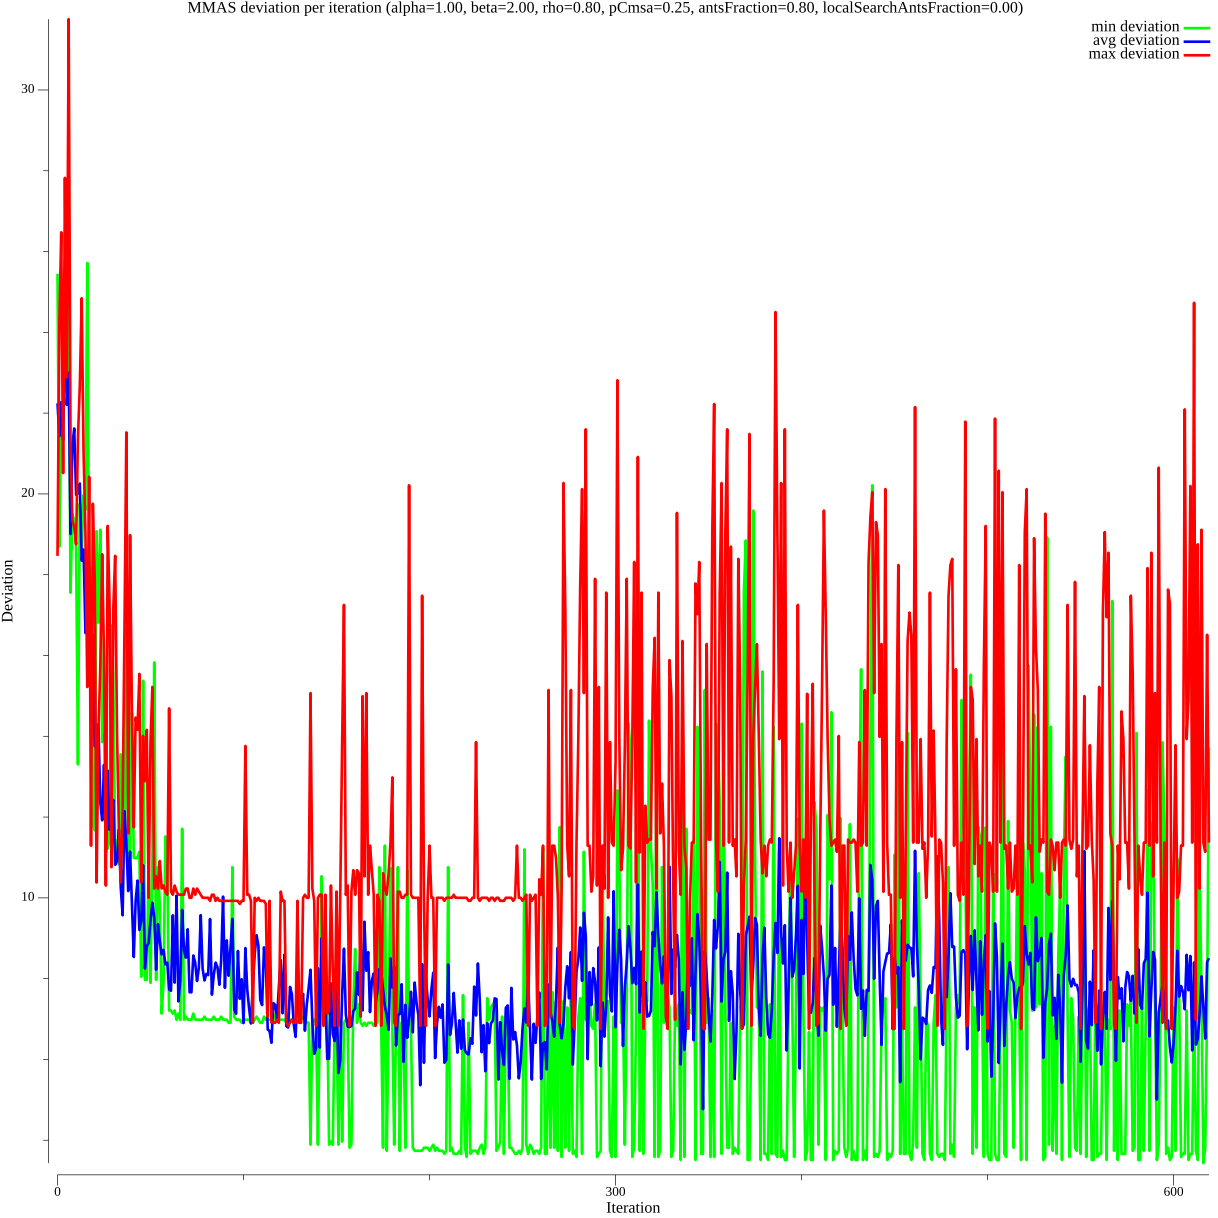 MMAS deviation per iteration (alpha=1.00, beta=2.00, rho=0.80, pCmsa=0.25, antsFraction=0.80, localSearchAntsFraction=0.00)
min deviation
avg deviation
max deviation
30
20
10
Deviation
0
300
600
Iteration